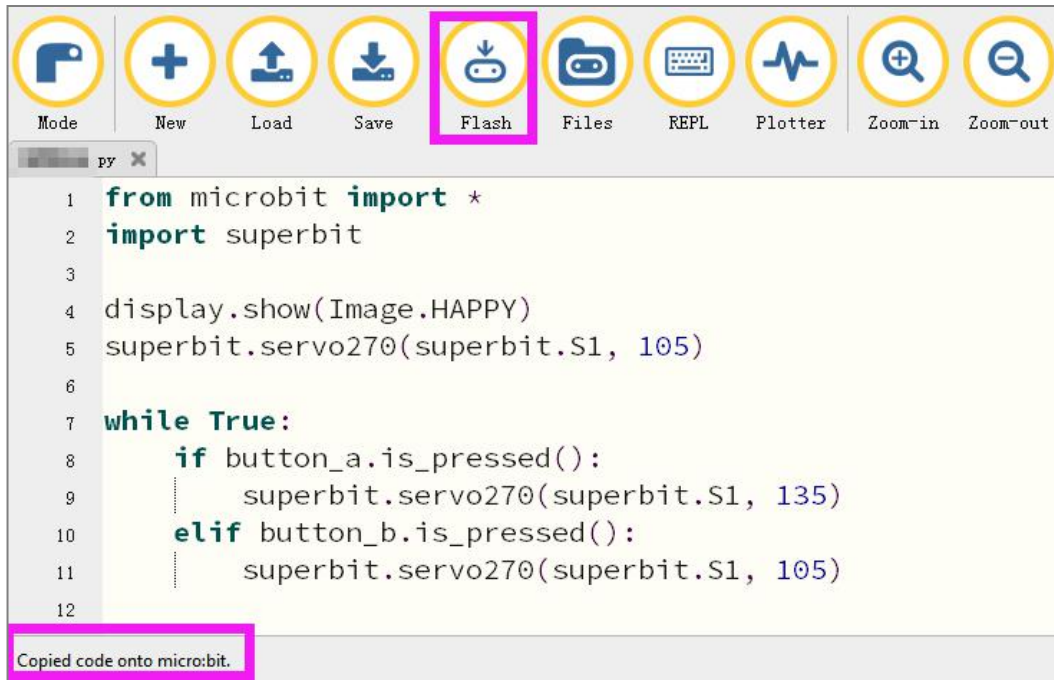 Mode New Load Save Flash Files REPL Plotter Zoom-in Zoom-out
py ×
1 from microbit import *
2 import superbit
3
4 display.show(Image.HAPPY)
5 superbit.servo270(superbit.S1, 105)
6
7 while True:
8     if button_a.is_pressed():
9         superbit.servo270(superbit.S1, 135)
10     elif button_b.is_pressed():
11         superbit.servo270(superbit.S1, 105)
12
Copied code onto micro:bit.